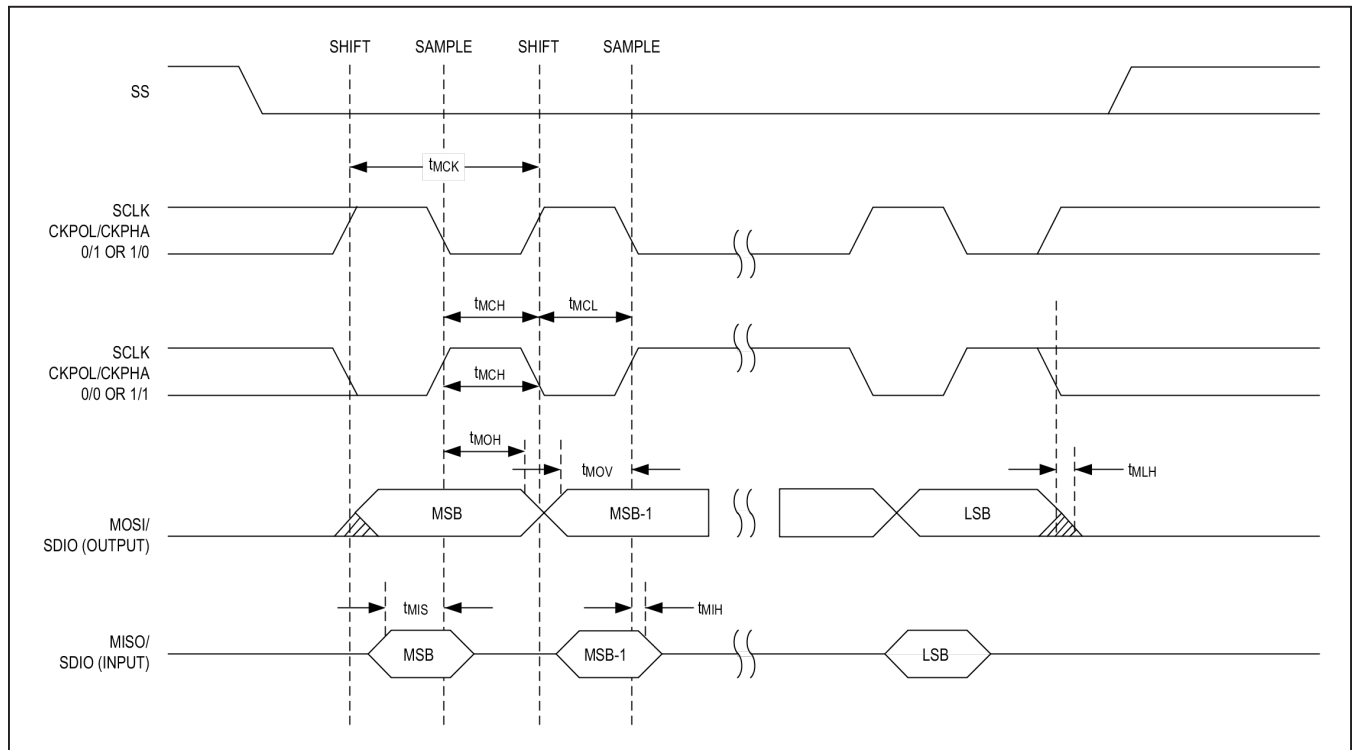 SHIFT SAMPLE SHIFT SAMPLE
SS
tMCK
SCLK
CKPOL/CKPHA
0/1 OR 1/0
tMCH tMCL
SCLK
CKPOL/CKPHA
0/0 OR 1/1
tMCH
tMOH
tMOV
tMLH
MOSI/
SDIO (OUTPUT)
MSB MSB-1 LSB
tMIS tMIH
MISO/
SDIO (INPUT)
MSB MSB-1 LSB